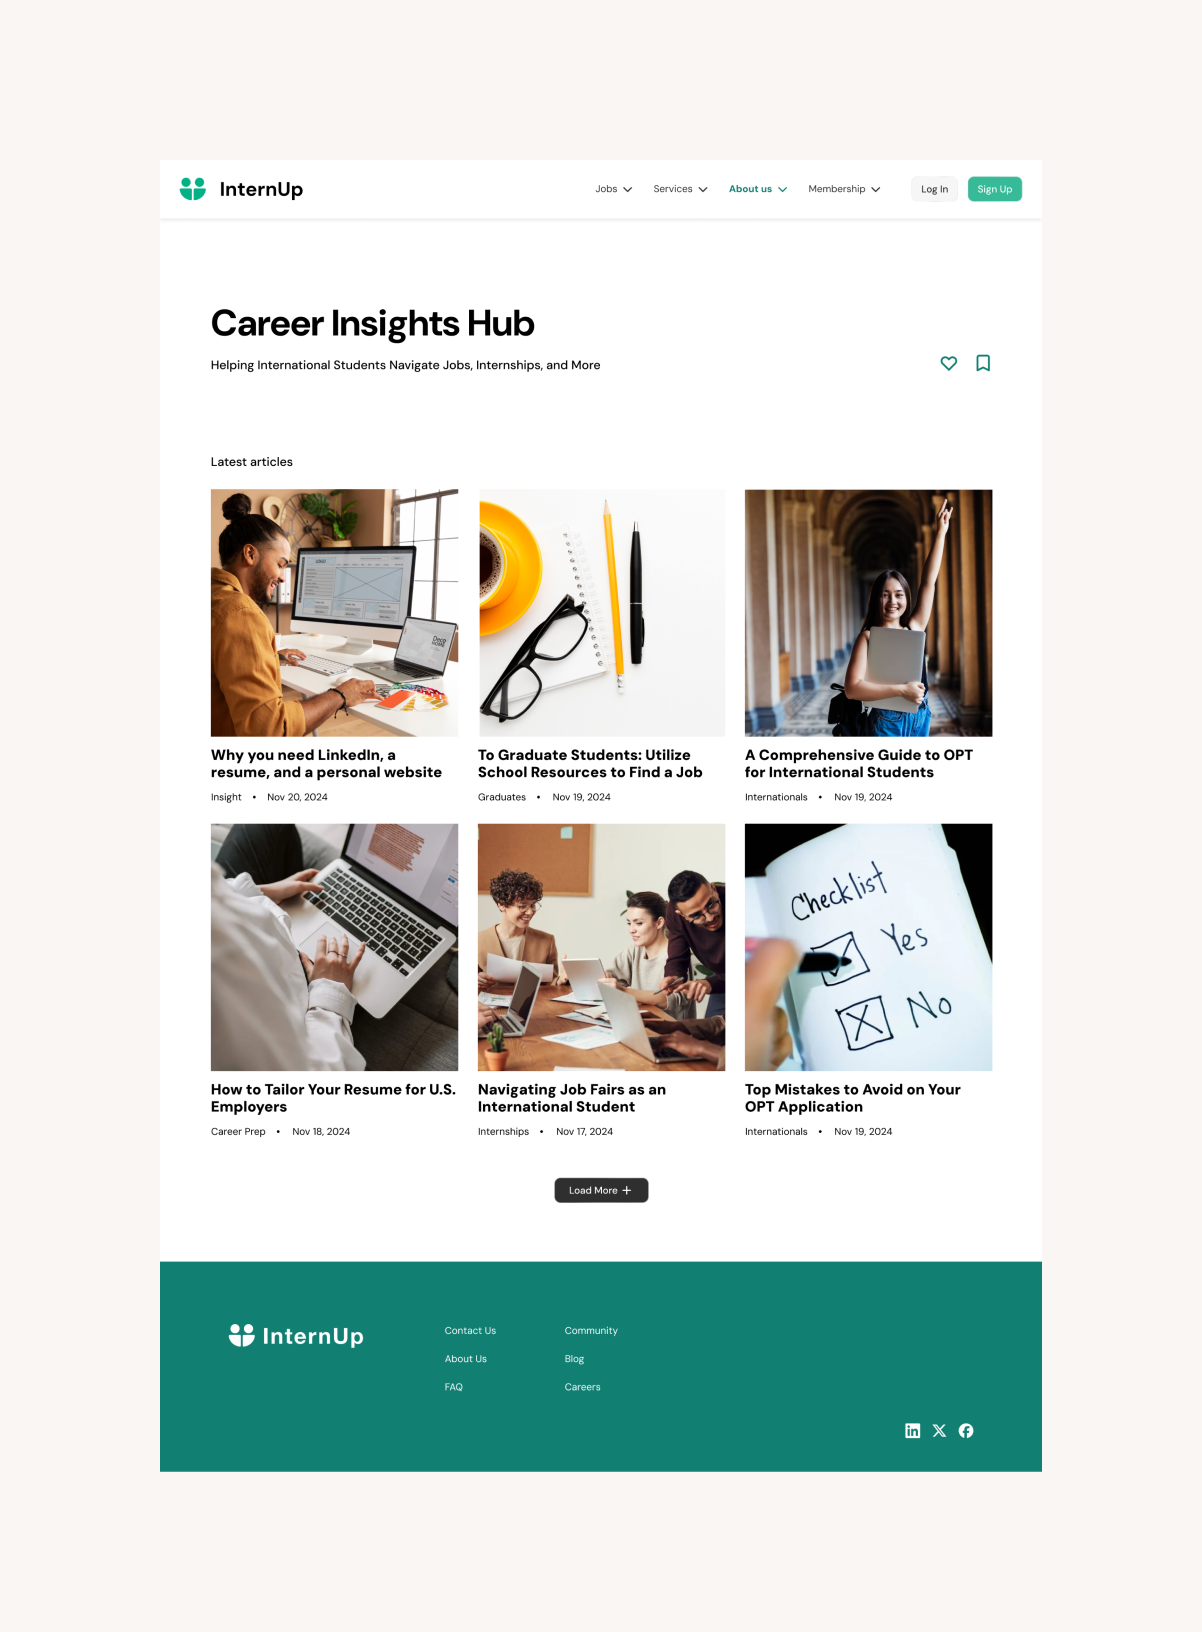 InternUp
Jobs
Services
About us
Membership
Log In
Sign Up
Career Insights Hub
Helping International Students Navigate Jobs, Internships, and More
Latest articles
LOGO
Why you need LinkedIn, a
resume, and a personal website
Insight • Nov 20, 2024
To Graduate Students: Utilize
School Resources to Find a Job
Graduates • Nov 19, 2024
A Comprehensive Guide to OPT
for International Students
Internationals • Nov 19, 2024
Checklist
Yes
No
How to Tailor Your Resume for U.S.
Employers
Career Prep • Nov 18, 2024
Navigating Job Fairs as an
International Student
Internships • Nov 17, 2024
Top Mistakes to Avoid on Your
OPT Application
Internationals • Nov 19, 2024
Load More +
InternUp
Contact Us
About Us
FAQ
Community
Blog
Careers